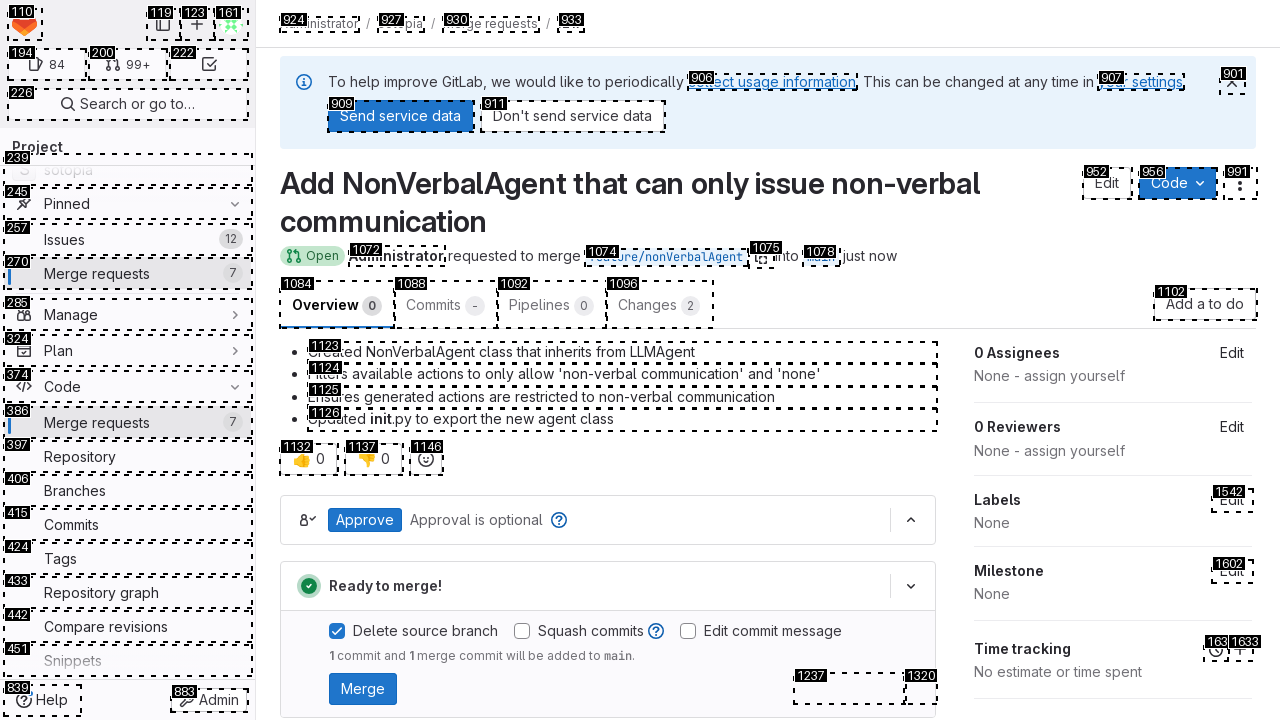 110
119
123
161
194
84
200
99+
222
226
Search or go to...
Project
239
sotopia
245
Pinned
257
Issues
12
270
Merge requests
7
285
Manage
324
Plan
374
Code
386
Merge requests
7
397
Repository
406
Branches
415
Commits
424
Tags
433
Repository graph
442
Compare revisions
451
Snippets
839
Help
883
Admin
924
Administrator
/
927
/
930
Merge requests
/
933
To help improve GitLab, we would like to periodically
906
collect usage information. This can be changed at any time in
907
your settings.
901
909
Send service data
911
Don't send service data
Add NonVerbalAgent that can only issue non-verbal
communication
952
Edit
956
Code
991
Open
1072
Administrator requested to merge
1074
feature/nonVerbalAgent
1075
into
1078
main
just now
1084
Overview 0
1088
Commits -
1092
Pipelines 0
1096
Changes 2
1102
Add a to do
1123
Created NonVerbalAgent class that inherits from LLMAgent
1124
Filters available actions to only allow 'non-verbal communication' and 'none'
1125
Ensures generated actions are restricted to non-verbal communication
1126
Updated init.py to export the new agent class
1132
👍 0
1137
👎 0
1146
Approve
Approval is optional
Ready to merge!
Delete source branch
Squash commits
Edit commit message
1 commit and 1 merge commit will be added to main.
Merge
1237
1320
0 Assignees
Edit
None - assign yourself
0 Reviewers
Edit
None - assign yourself
Labels
1542
Edit
None
Milestone
1602
Edit
None
Time tracking
163
1633
No estimate or time spent